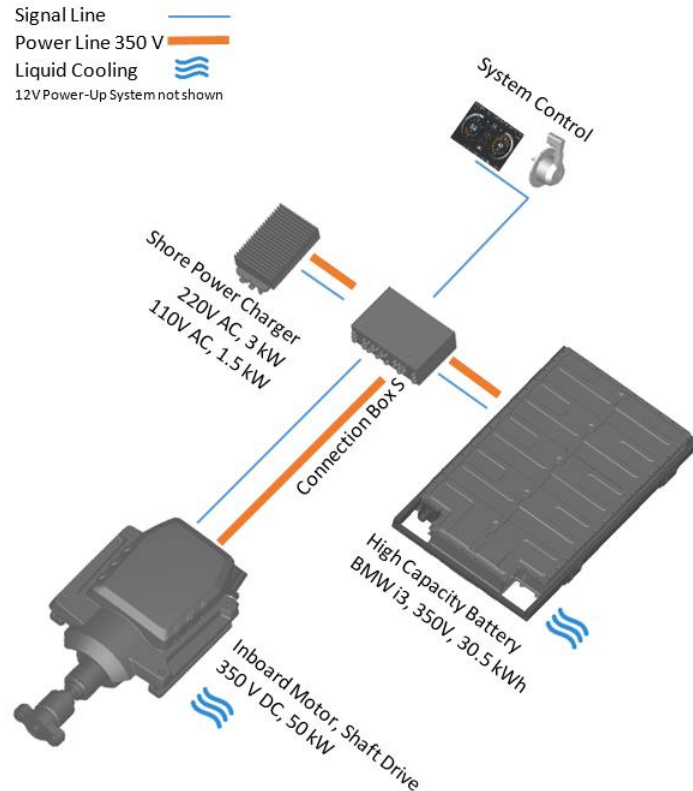 Signal Line
Power Line 350 V
Liquid Cooling
12V Power-Up System not shown
System Control
Shore Power Charger
220V AC, 3 kW
110V AC, 1.5 kW
Connection Box S
High Capacity Battery
BMW i3, 350V, 30.5 kWh
Inboard Motor, Shaft Drive
350 V DC, 50 kW